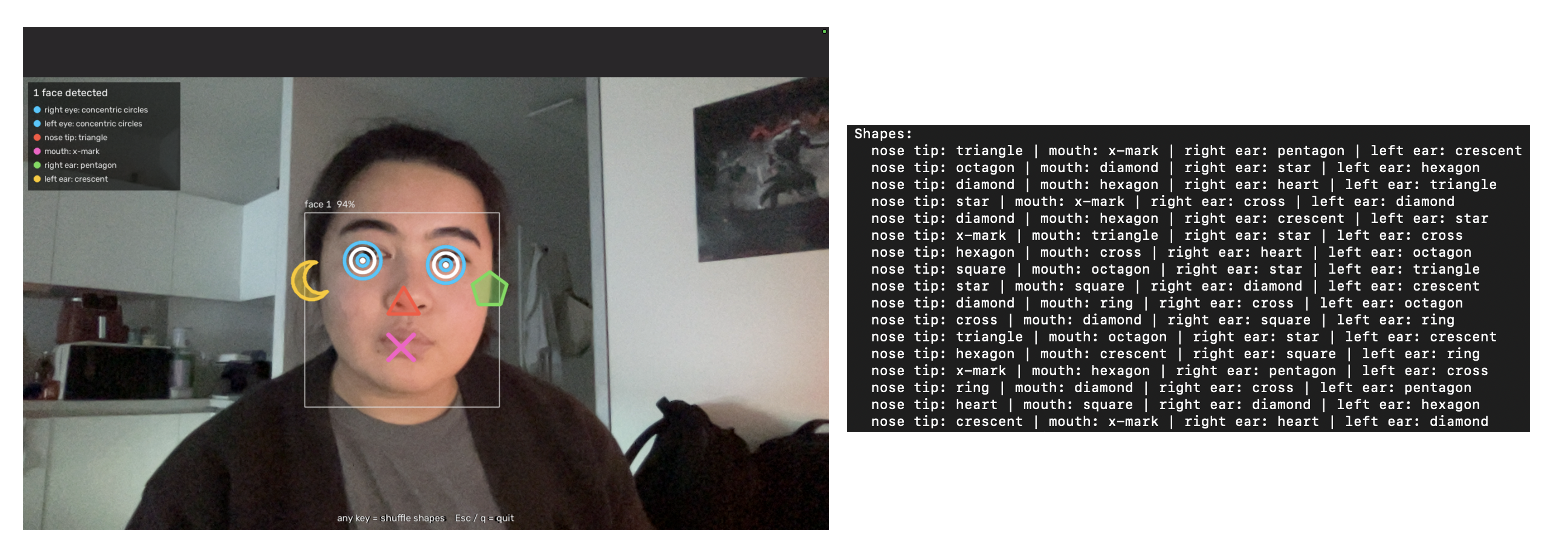 1 face detected
right eye: concentric circles
left eye: concentric circles
nose tip: triangle
mouth: x-mark
right ear: pentagon
left ear: crescent
face 1 94%
any key = shuffle shapes Esc / q = quit
Shapes:
nose tip: triangle | mouth: x-mark | right ear: pentagon | left ear: crescent
nose tip: octagon | mouth: diamond | right ear: star | left ear: hexagon
nose tip: diamond | mouth: hexagon | right ear: heart | left ear: triangle
nose tip: star | mouth: x-mark | right ear: cross | left ear: diamond
nose tip: diamond | mouth: hexagon | right ear: crescent | left ear: star
nose tip: x-mark | mouth: triangle | right ear: star | left ear: cross
nose tip: hexagon | mouth: cross | right ear: heart | left ear: octagon
nose tip: square | mouth: octagon | right ear: star | left ear: triangle
nose tip: star | mouth: square | right ear: diamond | left ear: crescent
nose tip: diamond | mouth: ring | right ear: cross | left ear: octagon
nose tip: cross | mouth: diamond | right ear: square | left ear: ring
nose tip: triangle | mouth: octagon | right ear: star | left ear: crescent
nose tip: hexagon | mouth: crescent | right ear: square | left ear: ring
nose tip: x-mark | mouth: hexagon | right ear: pentagon | left ear: cross
nose tip: ring | mouth: diamond | right ear: cross | left ear: pentagon
nose tip: heart | mouth: square | right ear: diamond | left ear: hexagon
nose tip: crescent | mouth: x-mark | right ear: heart | left ear: diamond